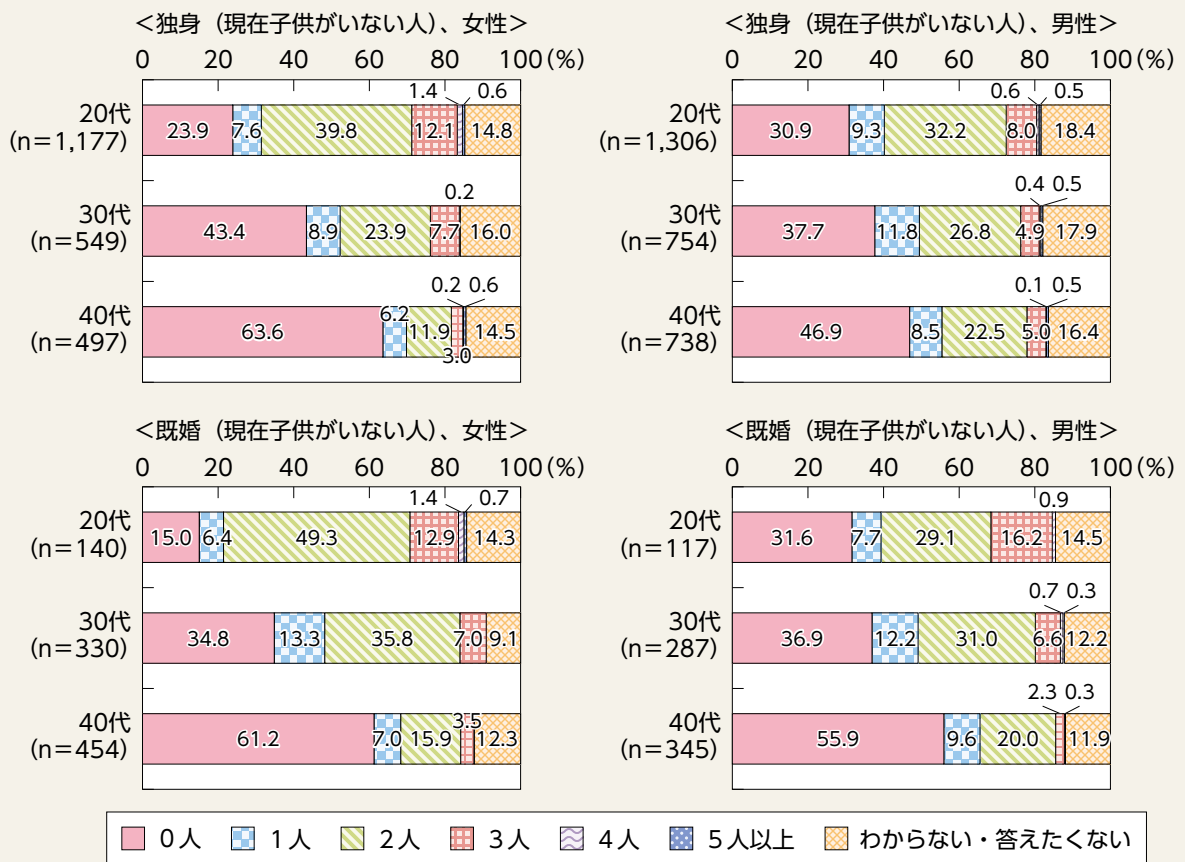 ＜独身（現在子供がいない人）、女性＞
0 20 40 60 80 100(%)
1.4 0.6
20代
(n＝1,177)
23.9 7.6 39.8 12.1 14.8
0.2
30代
(n＝549)
43.4 8.9 23.9 7.7 16.0
0.2 0.6
40代
(n＝497)
63.6 6.2 11.9 3.0 14.5
＜独身（現在子供がいない人）、男性＞
0 20 40 60 80 100(%)
0.6 0.5
20代
(n＝1,306)
30.9 9.3 32.2 8.0 18.4
0.4 0.5
30代
(n＝754)
37.7 11.8 26.8 4.9 17.9
0.1 0.5
40代
(n＝738)
46.9 8.5 22.5 5.0 16.4
＜既婚（現在子供がいない人）、女性＞
0 20 40 60 80 100(%)
1.4 0.7
20代
(n＝140)
15.0 6.4 49.3 12.9 14.3
30代
(n＝330)
34.8 13.3 35.8 7.0 9.1
40代
(n＝454)
61.2 7.0 15.9 3.5 12.3
＜既婚（現在子供がいない人）、男性＞
0 20 40 60 80 100(%)
0.9
20代
(n＝117)
31.6 7.7 29.1 16.2 14.5
0.7 0.3
30代
(n＝287)
36.9 12.2 31.0 6.6 12.2
2.3 0.3
40代
(n＝345)
55.9 9.6 20.0 11.9
0人 1人 2人 3人 4人 5人以上 わからない・答えたくない